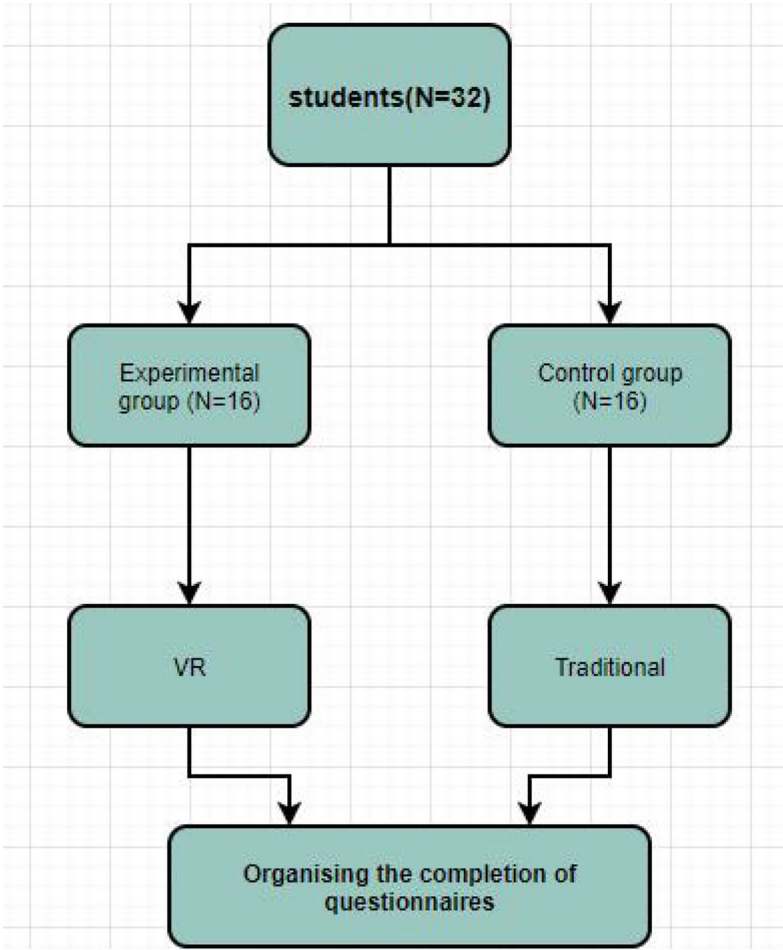 students(N=32)
Experimental
group (N=16)
Control group
(N=16)
VR
Traditional
Organising the completion of
questionnaires